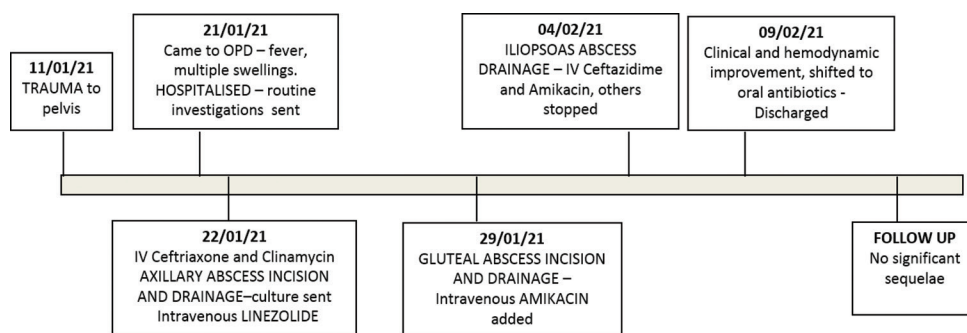 11/01/21
TRAUMA to
pelvis
21/01/21
Came to OPD – fever,
multiple swellings.
HOSPITALISED – routine
investigations sent
04/02/21
ILIOPSOAS ABSCESS
DRAINAGE – IV Ceftazidime
and Amikacin, others
stopped
09/02/21
Clinical and hemodynamic
improvement, shifted to
oral antibiotics -
Discharged
22/01/21
IV Ceftriaxone and Clinamycin
AXILLARY ABSCESS INCISION
AND DRAINAGE–culture sent
Intravenous LINEZOLIDE
29/01/21
GLUTEAL ABSCESS INCISION
AND DRAINAGE –
Intravenous AMIKACIN
added
FOLLOW UP
No significant
sequelae